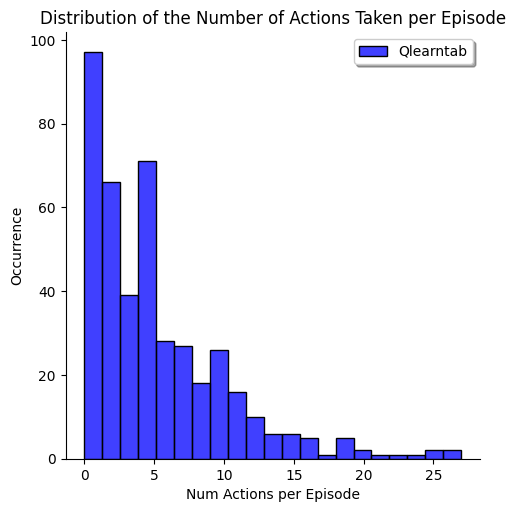 Distribution of the Number of Actions Taken per Episode
Qlearntab
100
80
60
40
20
0
Occurrence
0 5 10 15 20 25
Num Actions per Episode